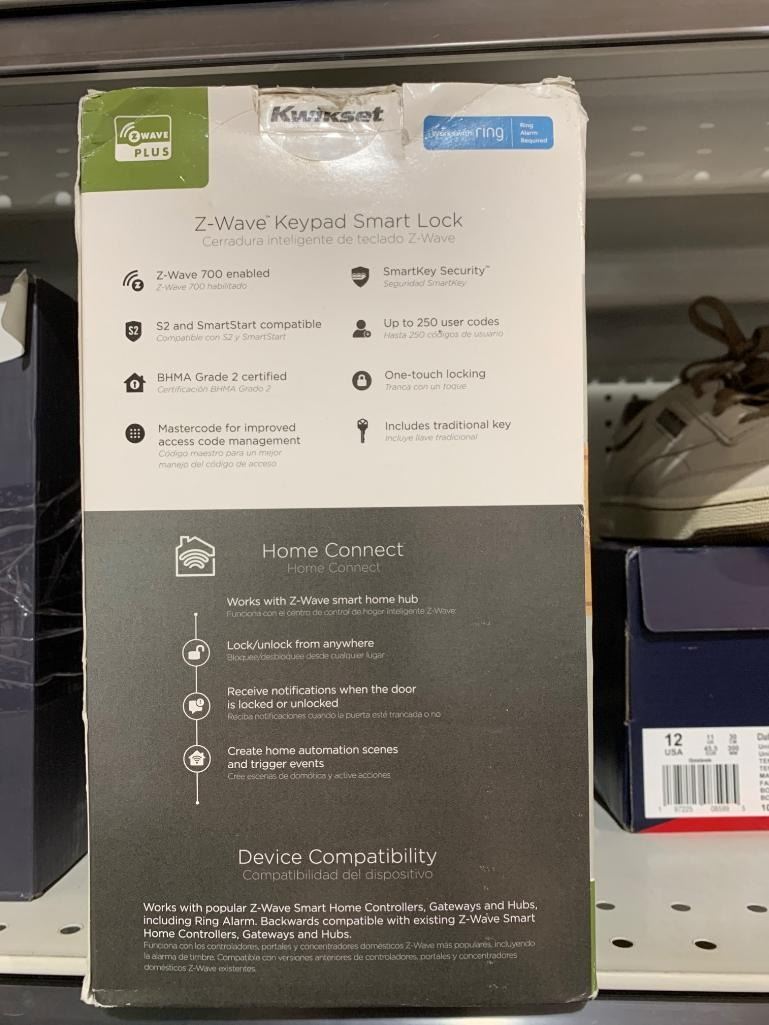 Z WAVE
PLUS
Kwikset
Works with ring
Ring
Alarm
Required
Z-Wave™ Keypad Smart Lock
Cerradura inteligente de teclado Z-Wave
Z-Wave 700 enabled
Z-Wave 700 habilitado
SmartKey Security™
Seguridad SmartKey
S2
S2 and SmartStart compatible
Compatible con S2 y SmartStart
Up to 250 user codes
Hasta 250 códigos de usuario
BHMA Grade 2 certified
Certificación BHMA Grado 2
One-touch locking
Tranca con un toque
Mastercode for improved
access code management
Código maestro para un mejor
manejo del código de acceso
Includes traditional key
Incluye llave tradicional
Home Connect
Home Connect
Works with Z-Wave smart home hub
Funciona con el centro de control de hogar inteligente Z-Wave
Lock/unlock from anywhere
Bloquee/desbloquee desde cualquier lugar
Receive notifications when the door
is locked or unlocked
Reciba notificaciones cuando la puerta esté trancada o no
Create home automation scenes
and trigger events
Cree escenas de domótica y active acciones
Device Compatibility
Compatibilidad del dispositivo
Works with popular Z-Wave Smart Home Controllers, Gateways and Hubs,
including Ring Alarm. Backwards compatible with existing Z-Wave Smart
Home Controllers, Gateways and Hubs.
Funciona con los controladores, portales y concentradores domésticos Z-Wave más populares, incluyendo
la alarma de timbre. Compatible con versiones anteriores de controladores, portales y concentradores
domésticos Z-Wave existentes.
12
USA
11
30